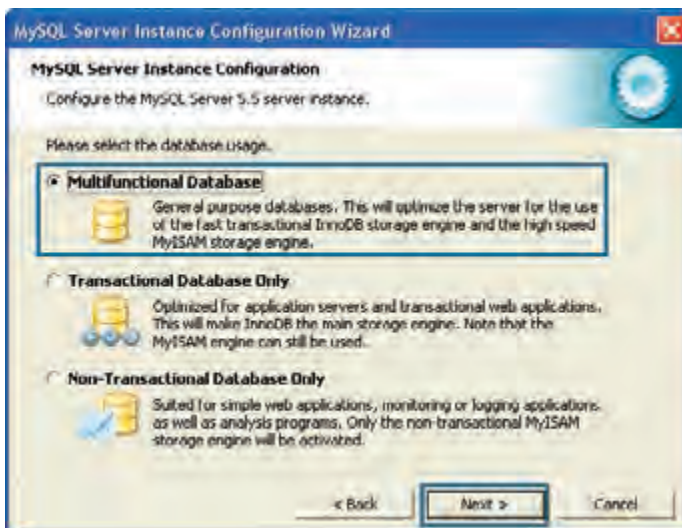 MySQL Server Instance Configuration Wizard
MySQL Server Instance Configuration
Configure the MySQL Server 5.5 server instance.
Please select the database usage.
Multifunctional Database
General purpose databases. This will optimize the server for the use
of the fast transactional InnoDB storage engine and the high speed
MyISAM storage engine.
Transactional Database Only
Optimized for application servers and transactional web applications.
This will make InnoDB the main storage engine. Note that the
MyISAM engine can still be used.
Non-Transactional Database Only
Suited for simple web applications, monitoring or logging applications
as well as analysis programs. Only the non-transactional MyISAM
storage engine will be activated.
< Back
Next >
Cancel